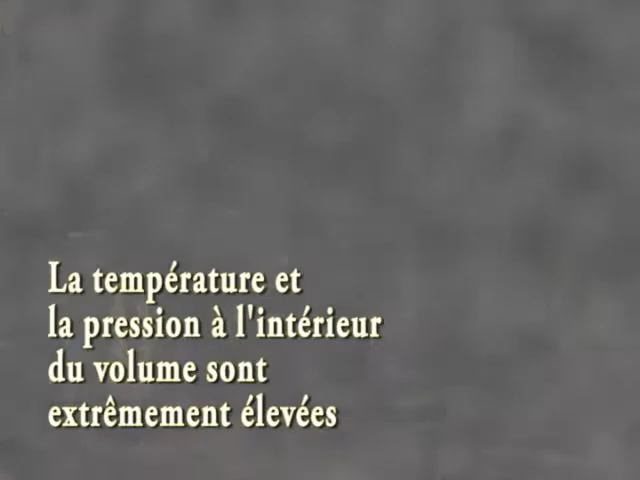 La température et
la pression à l'intérieur
du volume sont
extrêmement élevées